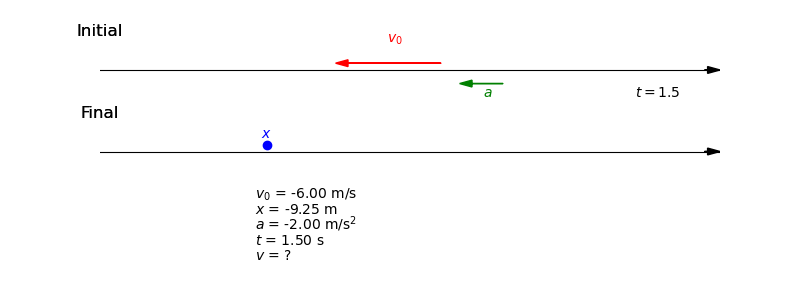 Initial
v₀
a
t = 1.5
Final
x
v₀ = -6.00 m/s
x = -9.25 m
a = -2.00 m/s²
t = 1.50 s
v = ?